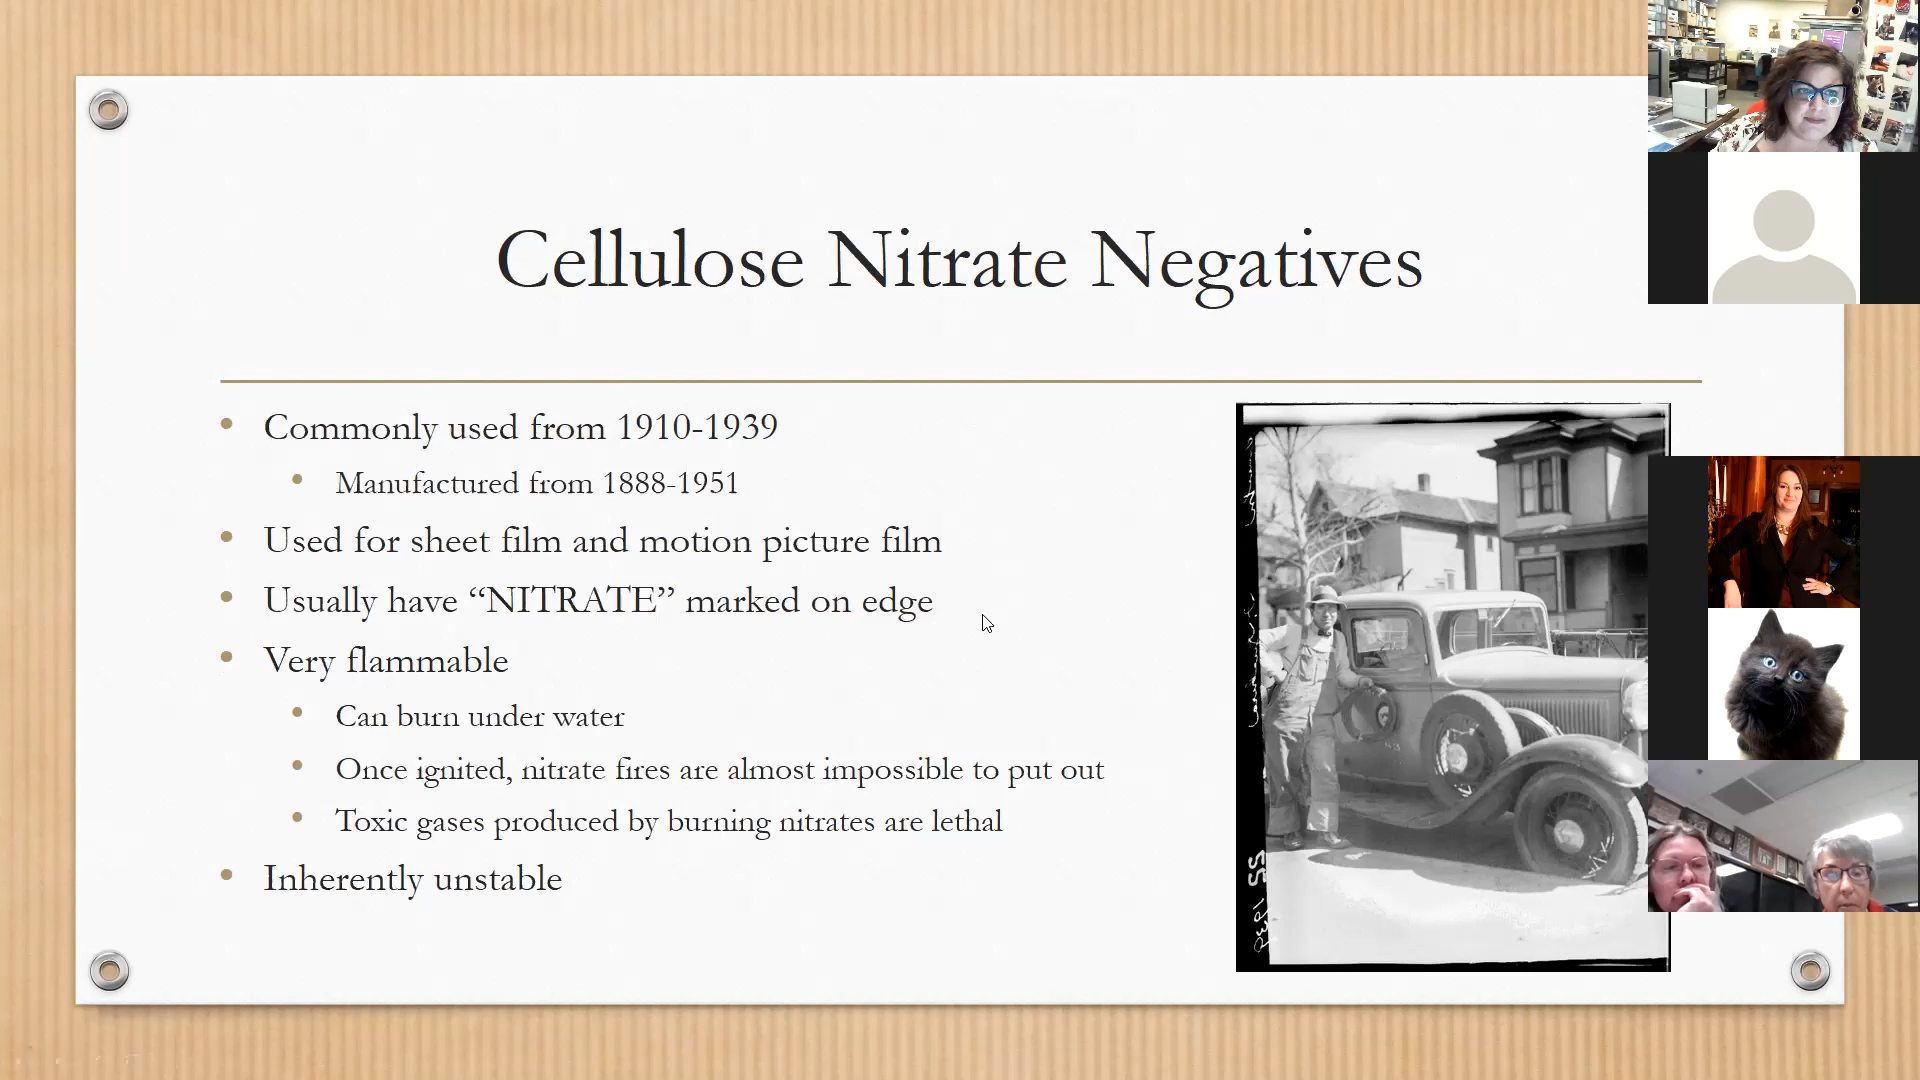 Cellulose Nitrate Negatives
Commonly used from 1910-1939
Manufactured from 1888-1951
Used for sheet film and motion picture film
Usually have “NITRATE” marked on edge
Very flammable
Can burn under water
Once ignited, nitrate fires are almost impossible to put out
Toxic gases produced by burning nitrates are lethal
Inherently unstable